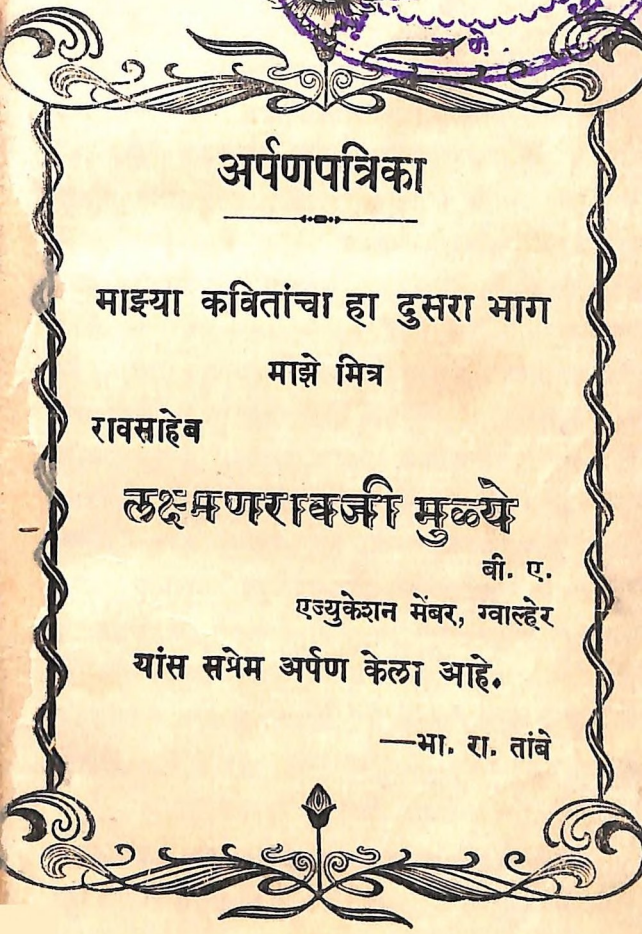 अर्पणपत्रिका
माझ्या कवितांचा हा दुसरा भाग
माझे मित्र
रावसाहेब
लक्ष्मणरावजी मुळ्ये
बी. ए.
एज्युकेशन मेंबर, ग्वाल्हेर
यांस सप्रेम अर्पण केला आहे.
—भा. रा. तांबे